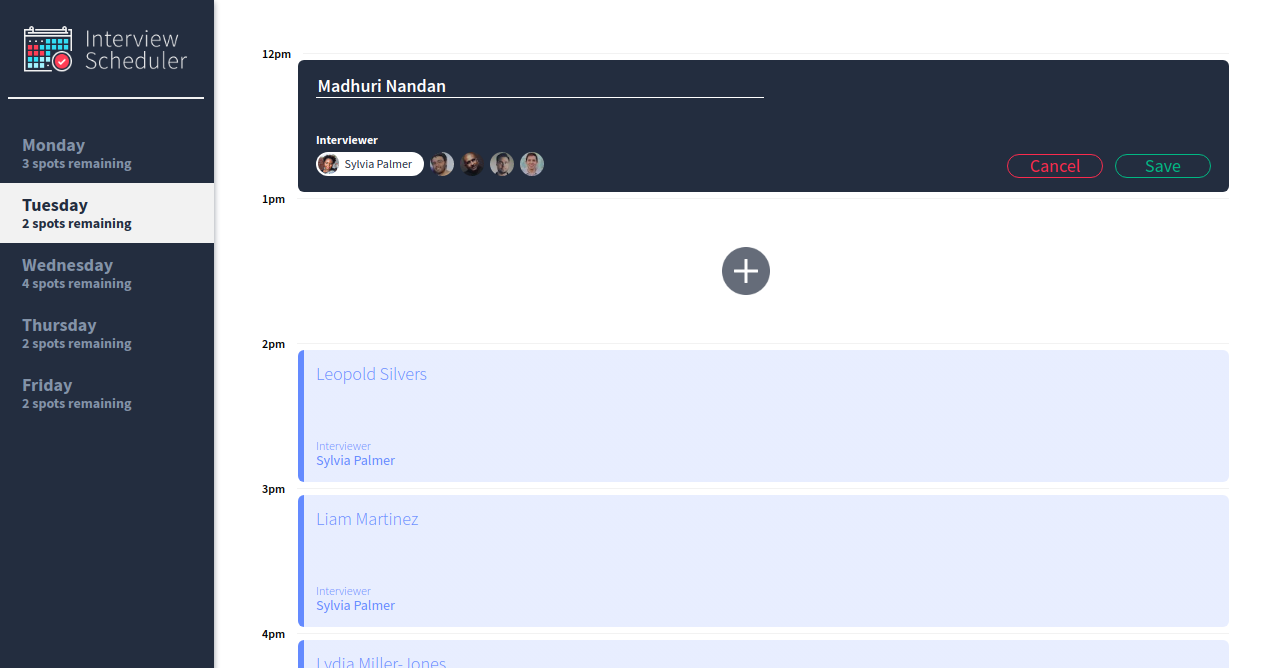 Interview
Scheduler
Monday
3 spots remaining
Tuesday
2 spots remaining
Wednesday
4 spots remaining
Thursday
2 spots remaining
Friday
2 spots remaining
12pm
Madhuri Nandan
Interviewer
Sylvia Palmer
Cancel
Save
1pm
2pm
Leopold Silvers
Interviewer
Sylvia Palmer
3pm
Liam Martinez
Interviewer
Sylvia Palmer
4pm
Lydia Miller-Jones